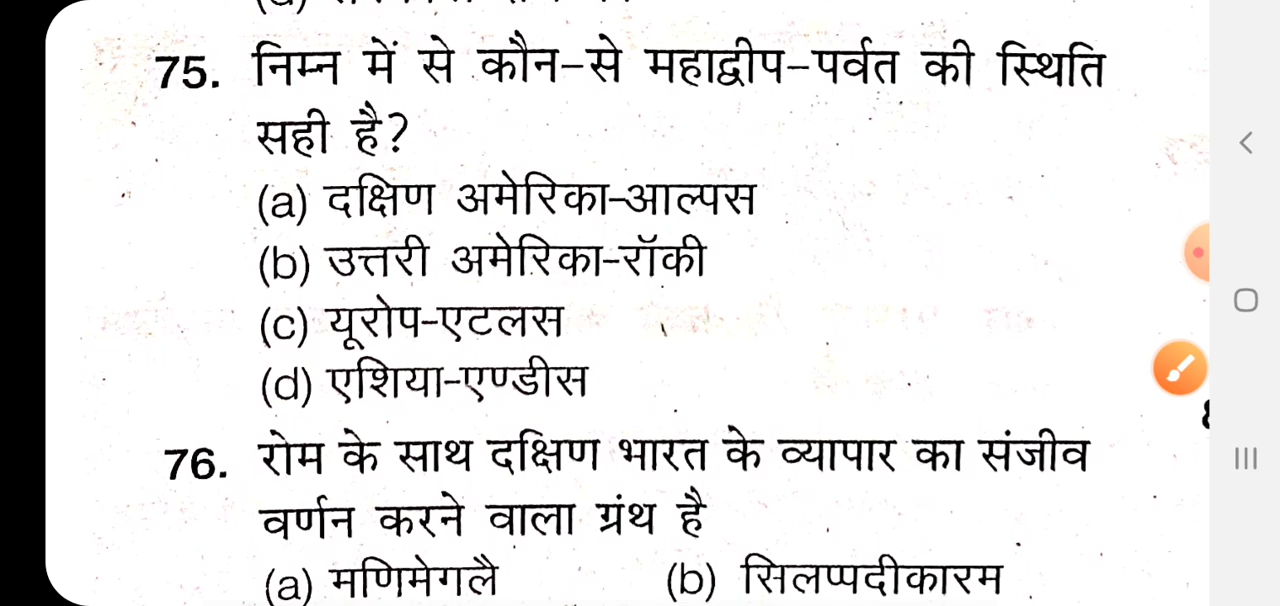 75. निम्न में से कौन-से महाद्वीप-पर्वत की स्थिति
सही है?
(a) दक्षिण अमेरिका-आल्पस
(b) उत्तरी अमेरिका-रॉकी
(c) यूरोप-एटलस
(d) एशिया-एण्डीस
76. रोम के साथ दक्षिण भारत के व्यापार का संजीव
वर्णन करने वाला ग्रंथ है
(a) मणिमेगलै (b) सिलप्पदीकारम